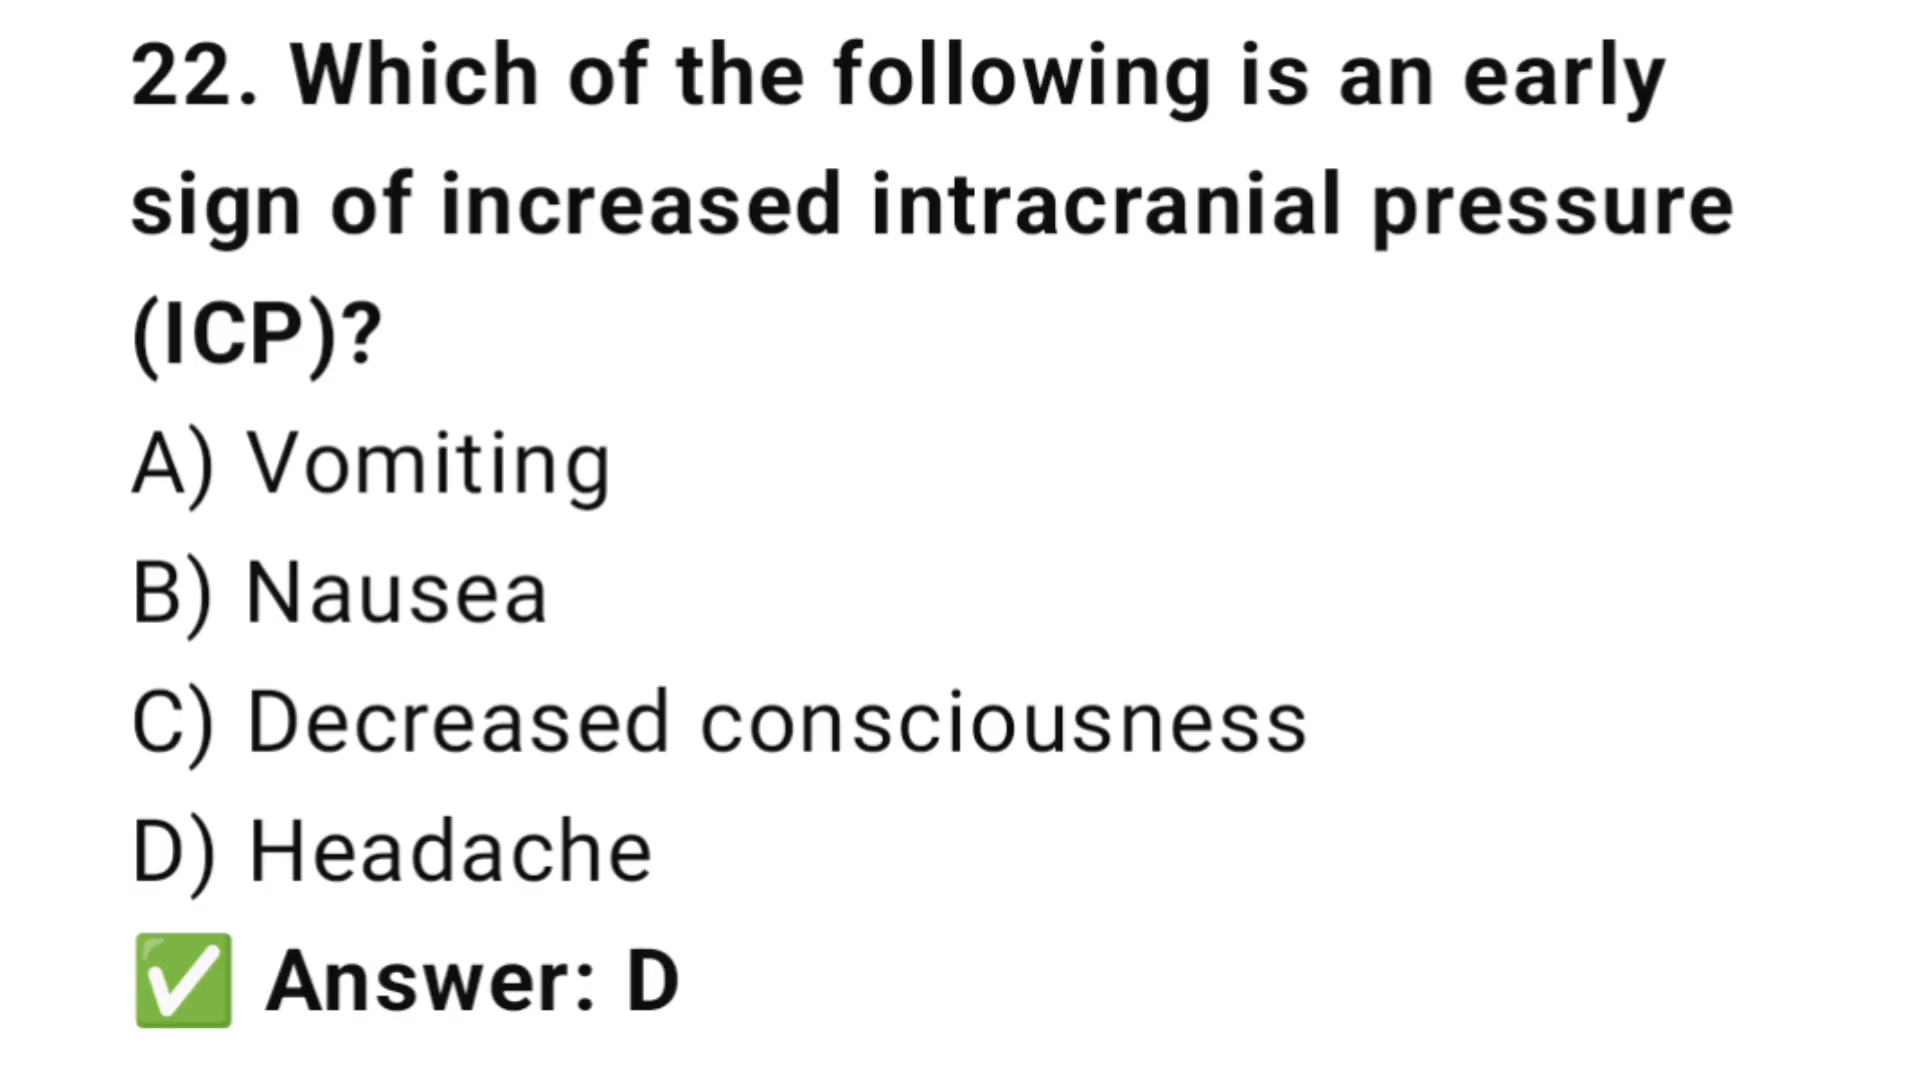 22. Which of the following is an early
sign of increased intracranial pressure
(ICP)?
A) Vomiting
B) Nausea
C) Decreased consciousness
D) Headache
✅ Answer: D